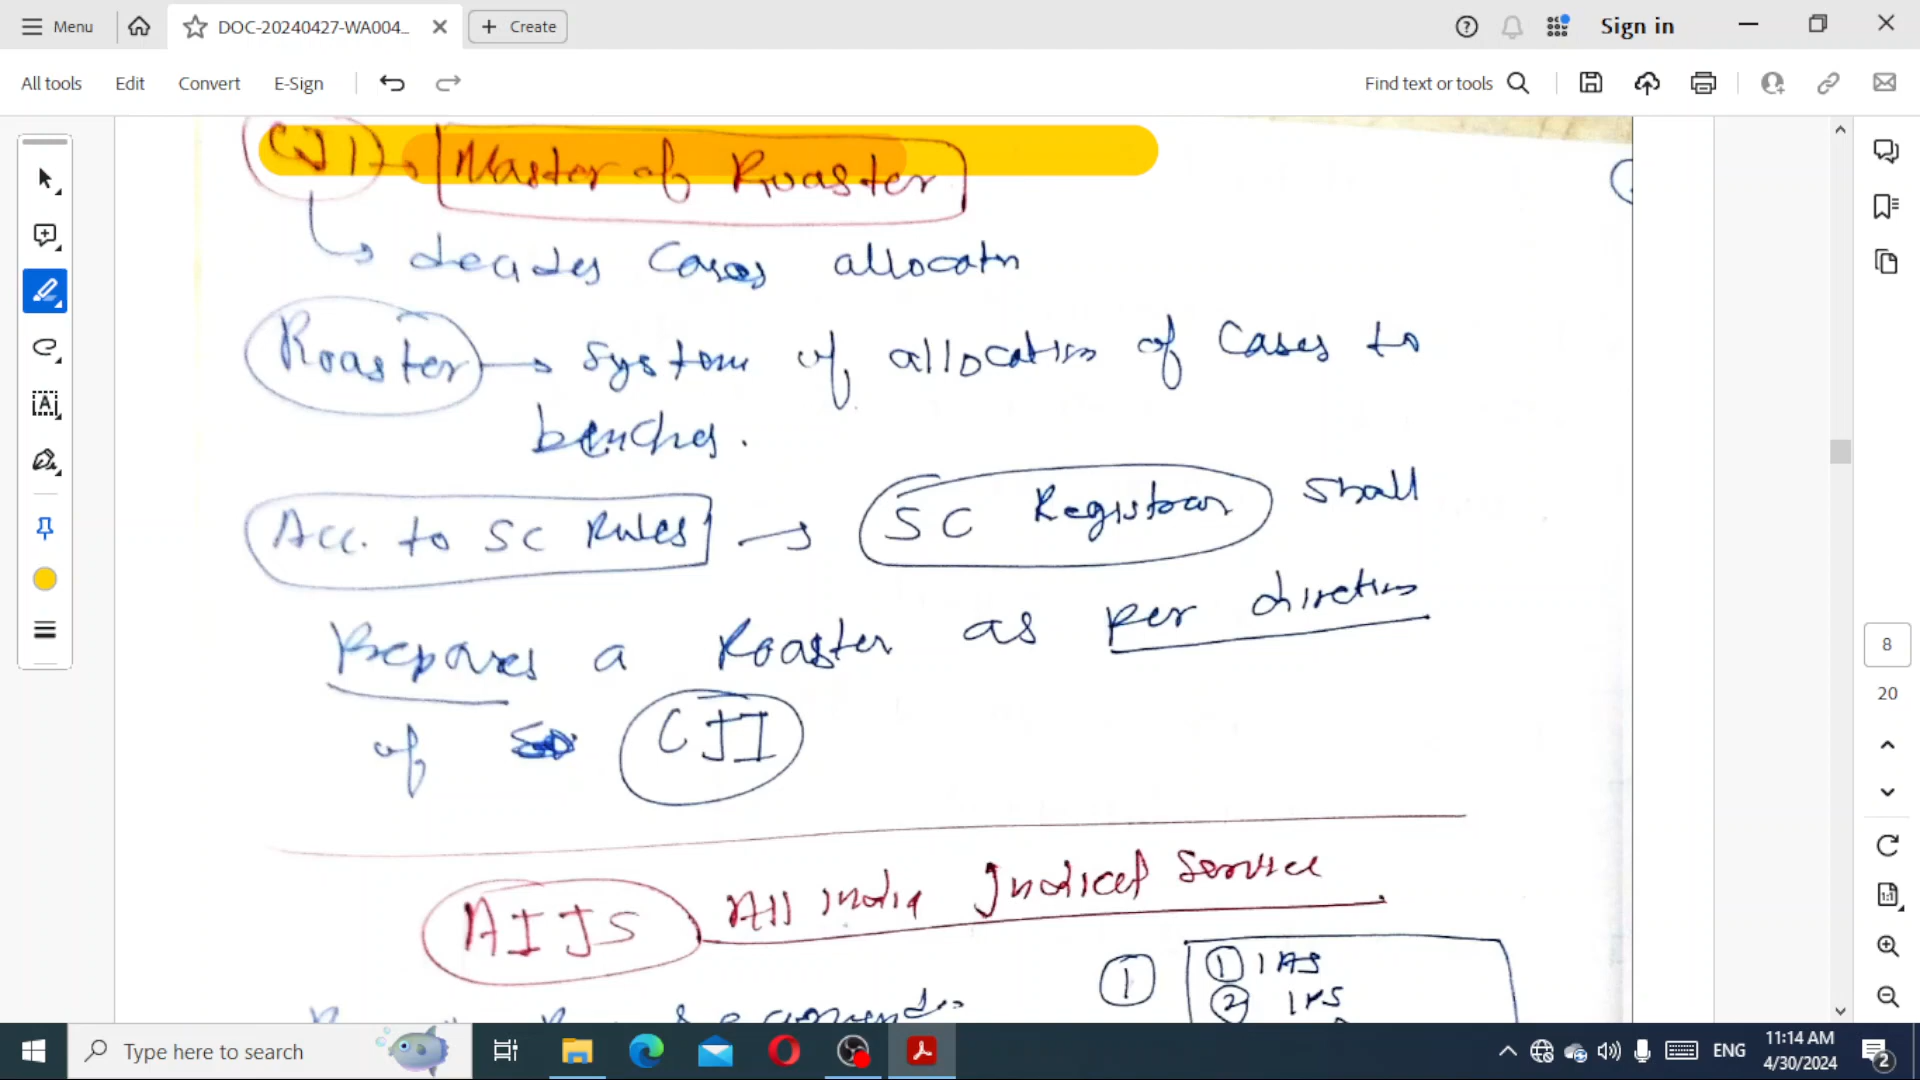 Menu
DOC-20240427-WA004...
Create
Sign in
All tools
Edit
Convert
E-Sign
Find text or tools
CJI → Master of Roaster
decides cases allocatn
Roaster → system of allocation of cases to
benches.
Acc. to SC Rules → SC Registrar shall
Prepares a Roaster as per direction
of CJI
AIJS All india Judicel Service
① ① IAS
② IPS
8
20
Type here to search
ENG
11:14 AM
4/30/2024
2